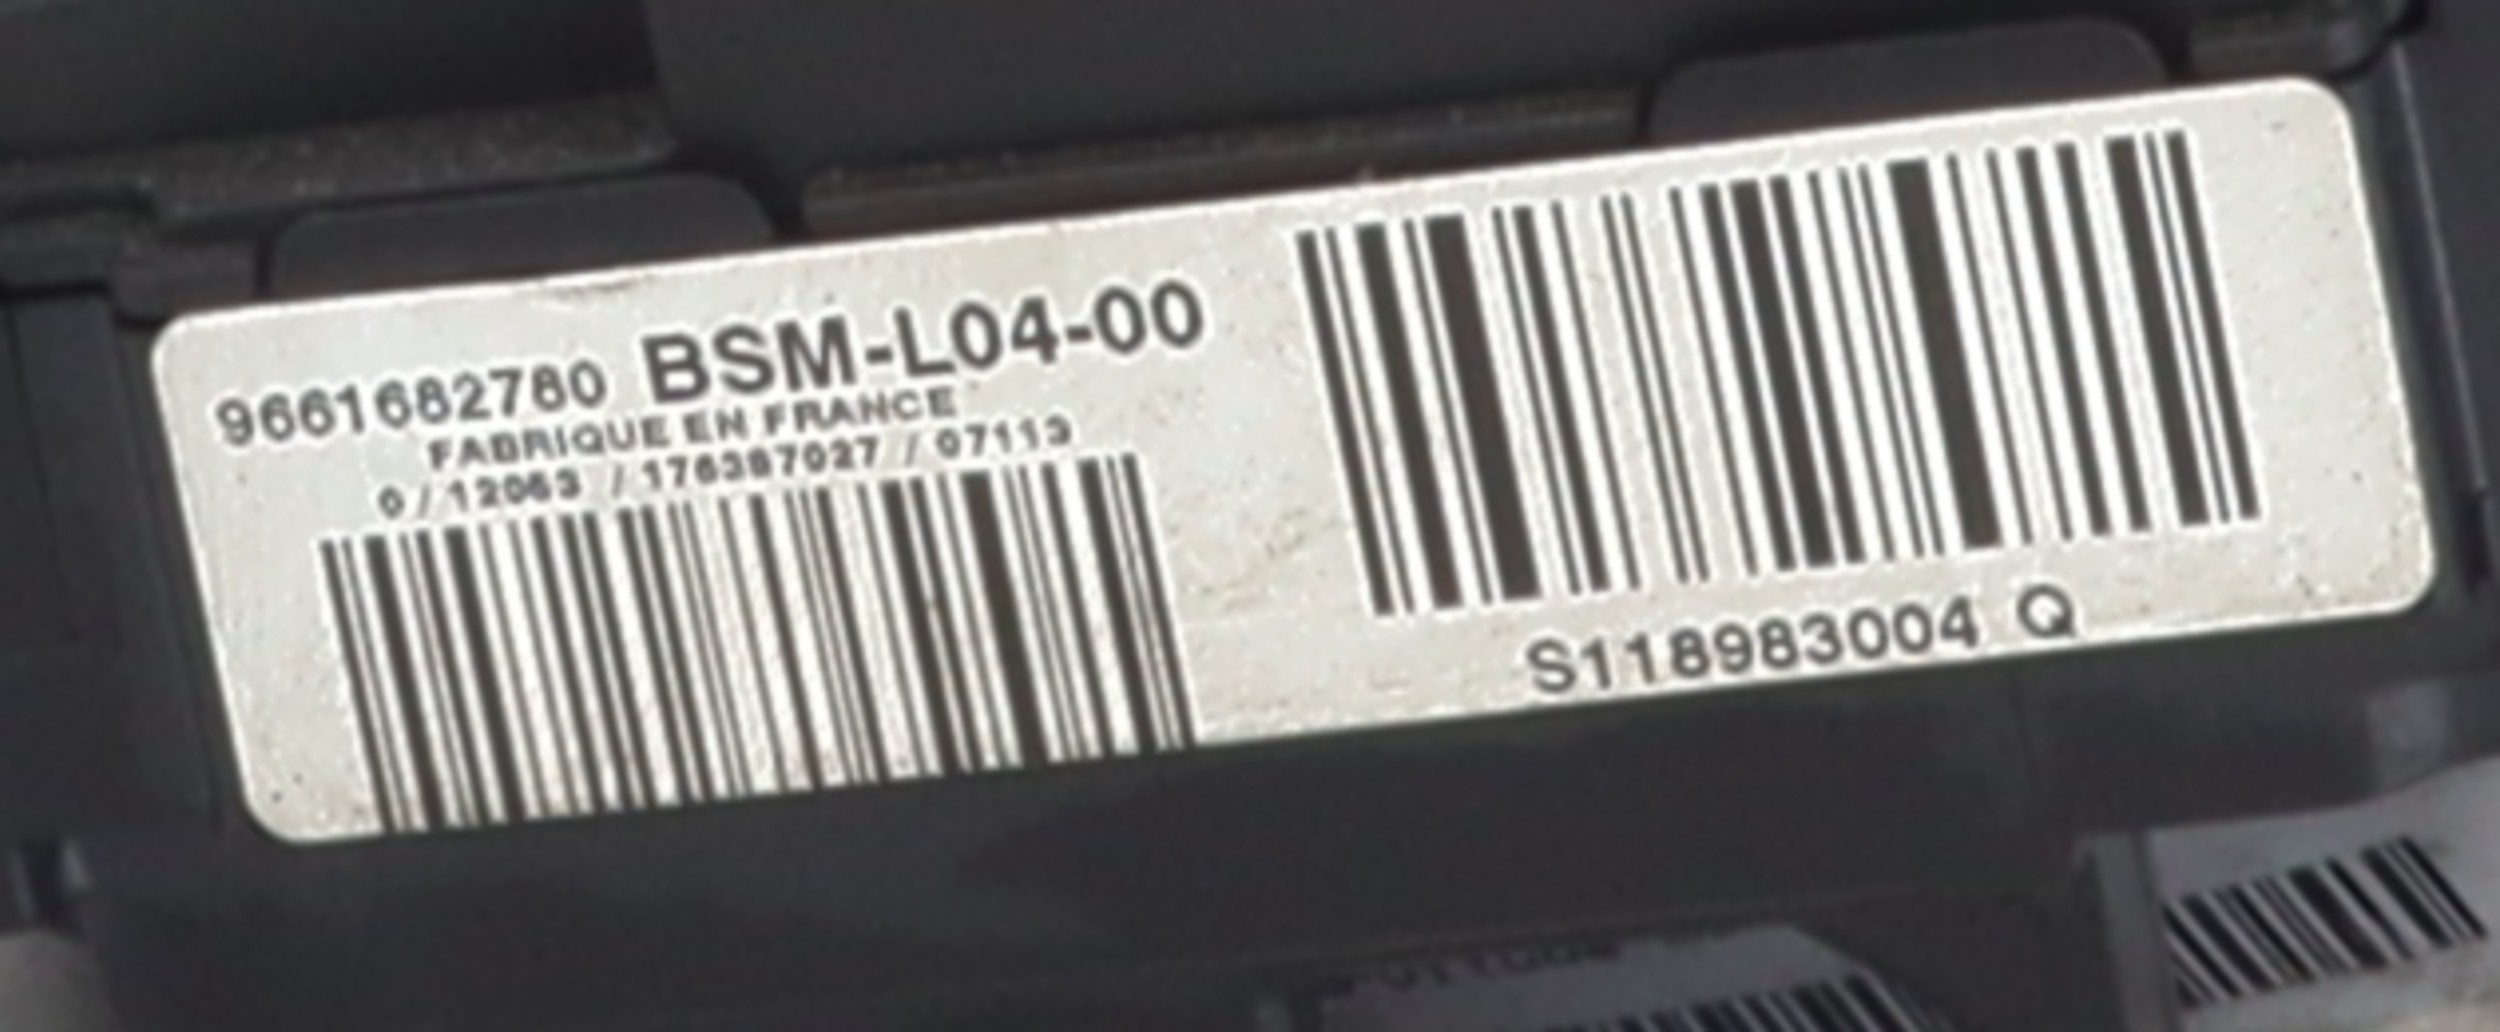 9661682780 BSM-L04-00
FABRIQUE EN FRANCE
0 / 12063 / 176387027 / 07113
S118983004 Q